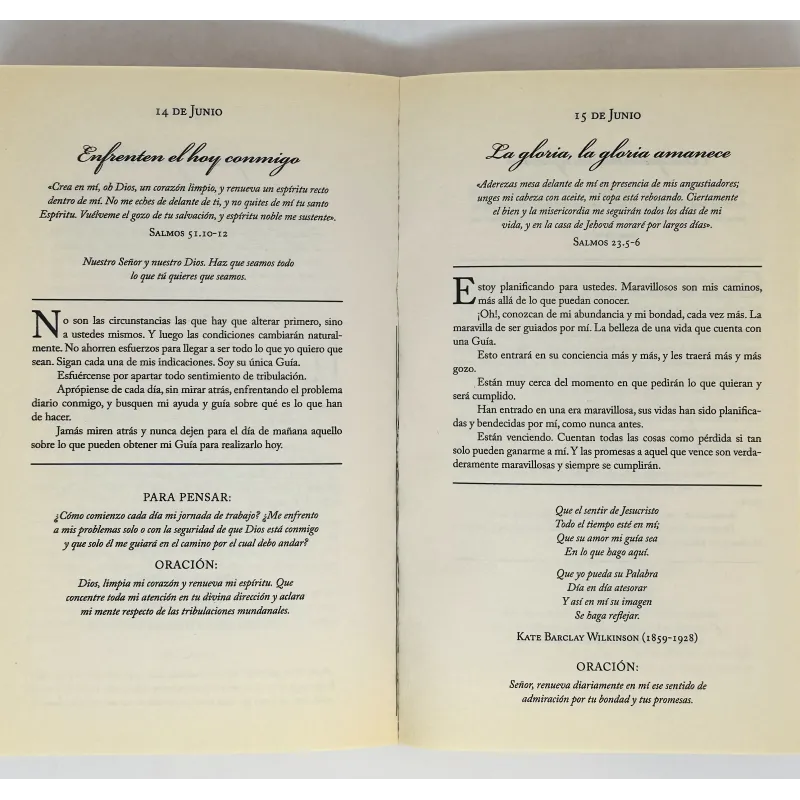 14 de Junio
Enfrenten el hoy conmigo
«Crea en mí, oh Dios, un corazón limpio, y renueva un espíritu recto
dentro de mí. No me eches de delante de ti, y no quites de mí tu santo
Espíritu. Vuélveme el gozo de tu salvación, y espíritu noble me sustente».
Salmos 51.10-12
Nuestro Señor y nuestro Dios. Haz que seamos todo
lo que tú quieres que seamos.
No son las circunstancias las que hay que alterar primero, sino
a ustedes mismos. Y luego las condiciones cambiarán natural-
mente. No ahorren esfuerzos para llegar a ser todo lo que yo quiero que
sean. Sigan cada una de mis indicaciones. Soy su única Guía.
Esfuércense por apartar todo sentimiento de tribulación.
Aprópiense de cada día, sin mirar atrás, enfrentando el problema
diario conmigo, y busquen mi ayuda y guía sobre qué es lo que han
de hacer.
Jamás miren atrás y nunca dejen para el día de mañana aquello
sobre lo que pueden obtener mi Guía para realizarlo hoy.
PARA PENSAR:
¿Cómo comienzo cada día mi jornada de trabajo? ¿Me enfrento
a mis problemas solo o con la seguridad de que Dios está conmigo
y que solo él me guiará en el camino por el cual debo andar?
ORACIÓN:
Dios, limpia mi corazón y renueva mi espíritu. Que
concentre toda mi atención en tu divina dirección y aclara
mi mente respecto de las tribulaciones mundanales.
15 de Junio
La gloria, la gloria amanece
«Aderezas mesa delante de mí en presencia de mis angustiadores;
unges mi cabeza con aceite, mi copa está rebosando. Ciertamente
el bien y la misericordia me seguirán todos los días de mi
vida, y en la casa de Jehová moraré por largos días».
Salmos 23.5-6
Estoy planificando para ustedes. Maravillosos son mis caminos,
más allá de lo que puedan conocer.
¡Oh!, conozcan de mi abundancia y mi bondad, cada vez más. La
maravilla de ser guiados por mí. La belleza de una vida que cuenta con
una Guía.
Esto entrará en su conciencia más y más, y les traerá más y más
gozo.
Están muy cerca del momento en que pedirán lo que quieran y
será cumplido.
Han entrado en una era maravillosa, sus vidas han sido planifica-
das y bendecidas por mí, como nunca antes.
Están venciendo. Cuentan todas las cosas como pérdida si tan
solo pueden ganarme a mí. Y las promesas a aquel que vence son verda-
deramente maravillosas y siempre se cumplirán.
Que el sentir de Jesucristo
Todo el tiempo esté en mí;
Que su amor mi guía sea
En lo que hago aquí.
Que yo pueda su Palabra
Día en día atesorar
Y así en mí su imagen
Se haga reflejar.
Kate Barclay Wilkinson (1859-1928)
ORACIÓN:
Señor, renueva diariamente en mí ese sentido de
admiración por tu bondad y tus promesas.